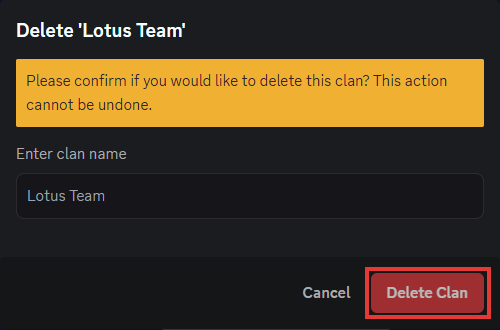 Delete 'Lotus Team'
Please confirm if you would like to delete this clan? This action
cannot be undone.
Enter clan name
Lotus Team
Cancel
Delete Clan